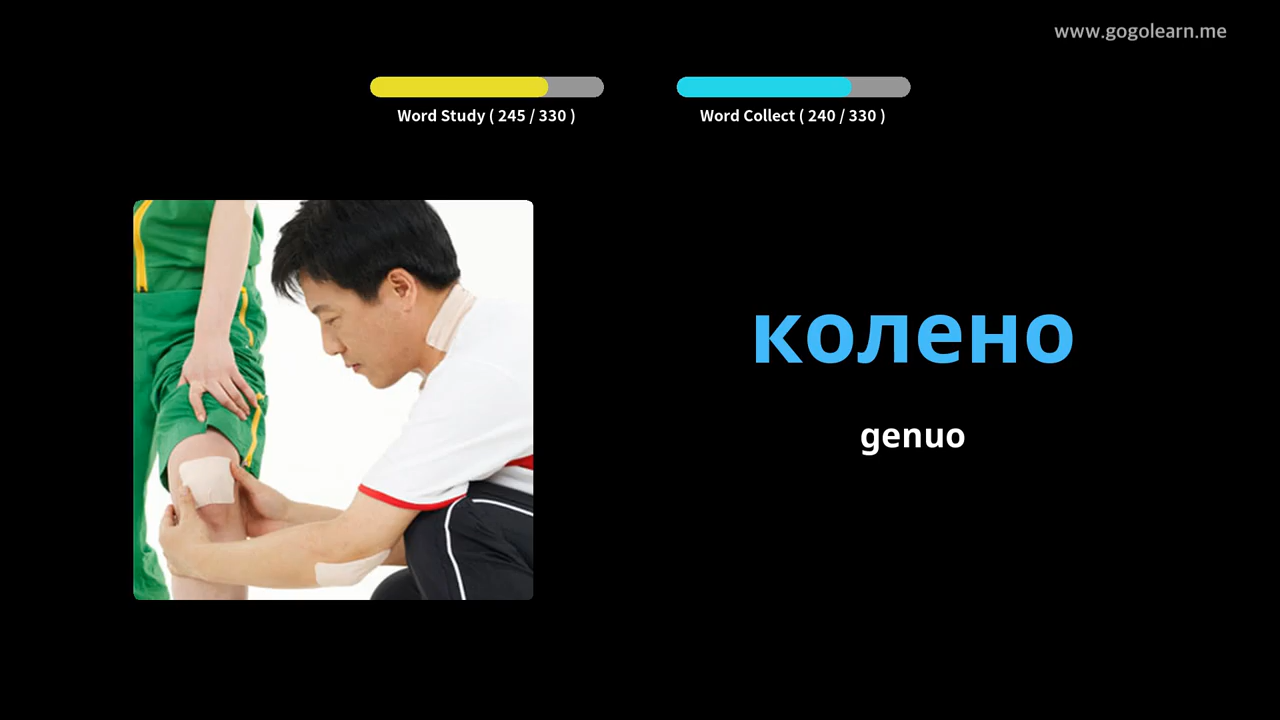 www.gogolearn.me
Word Study ( 245 / 330 )
Word Collect ( 240 / 330 )
колено
genuo